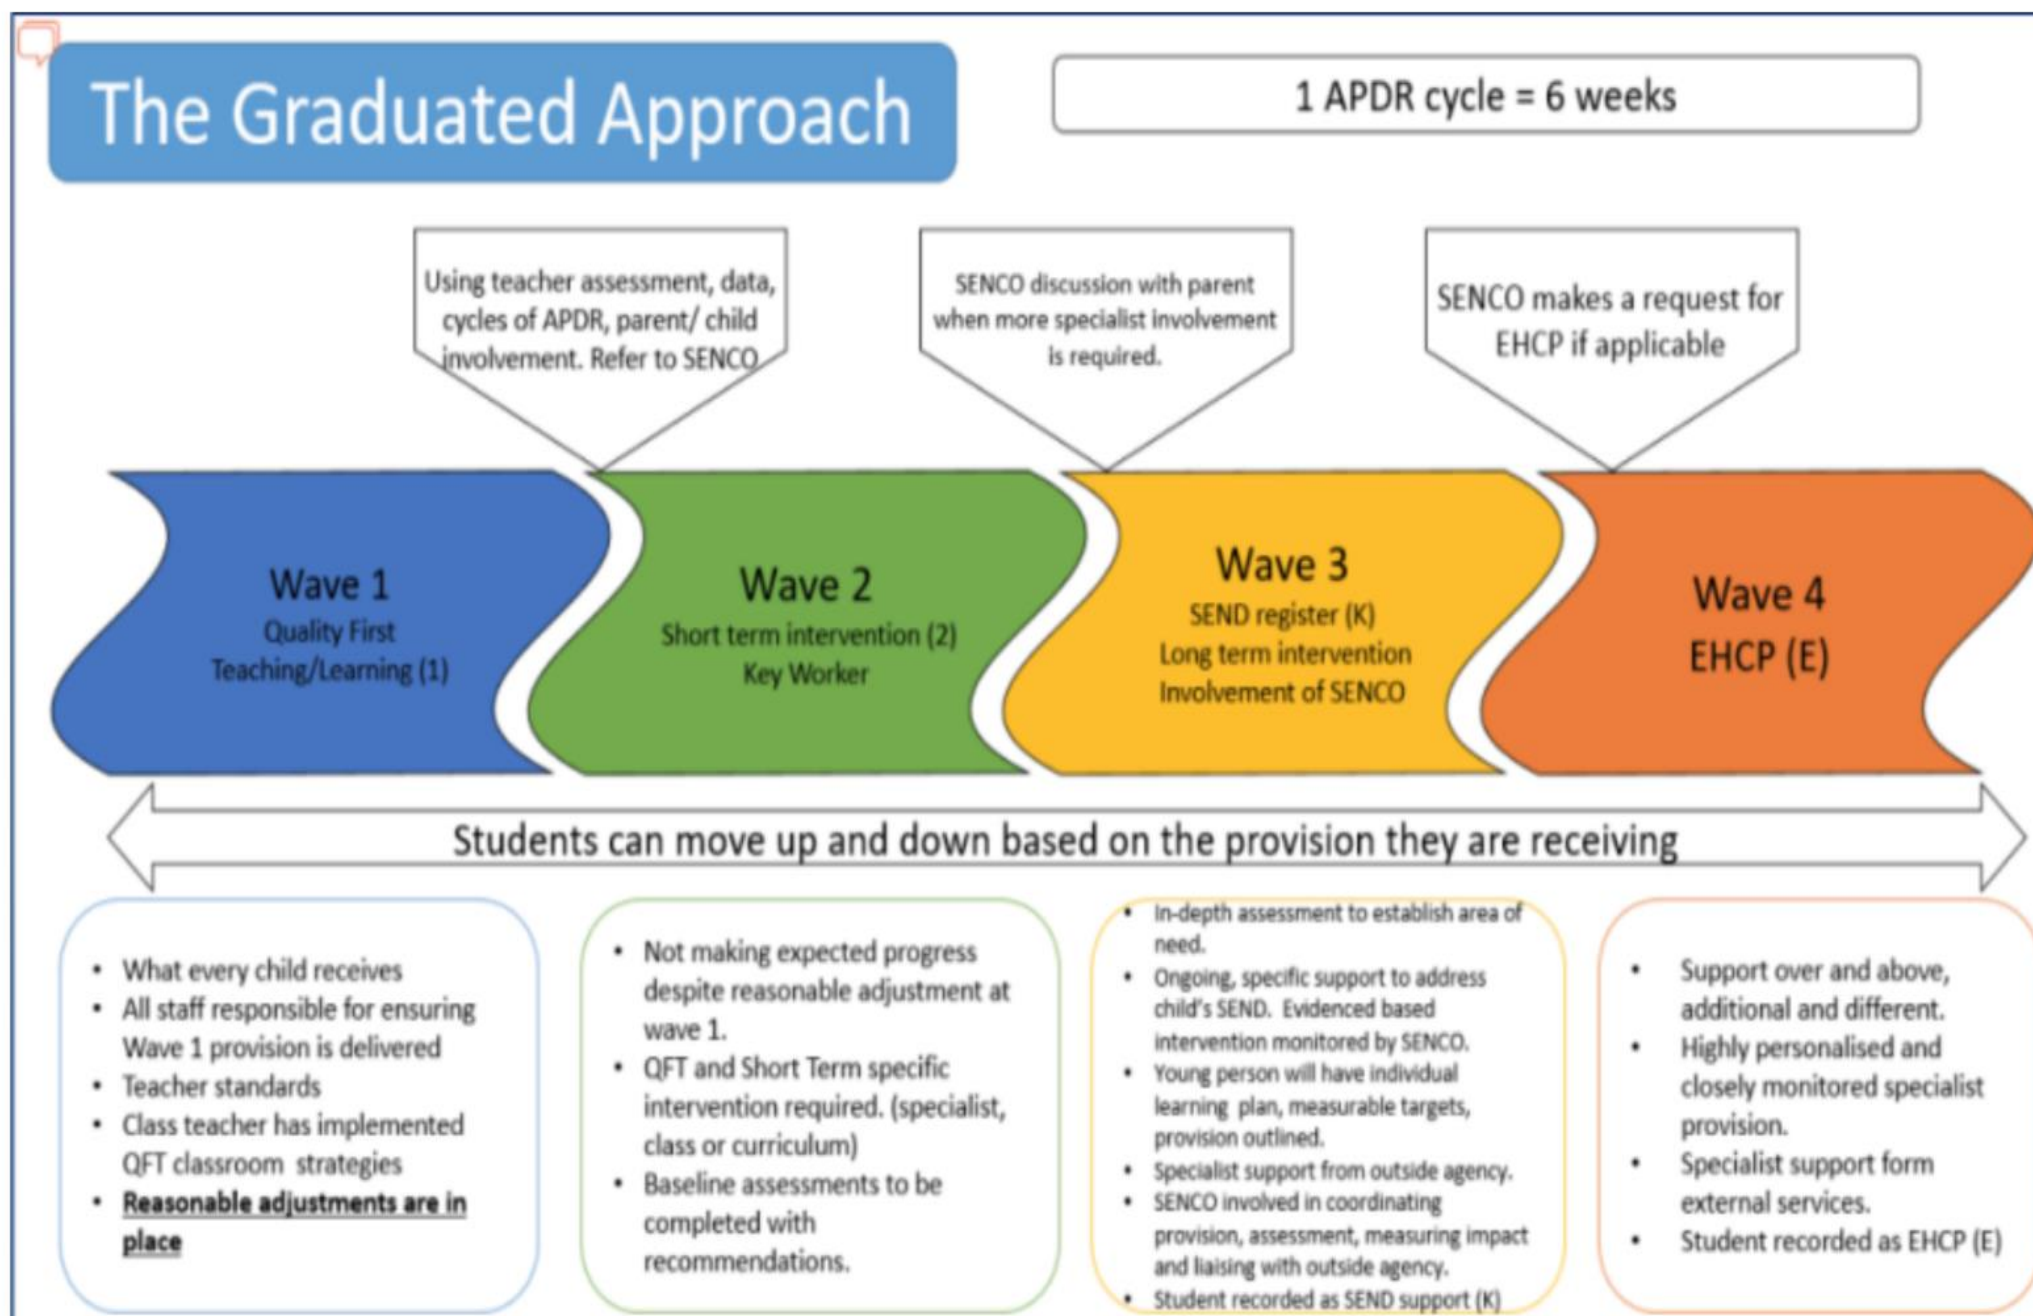 The Graduated Approach
1 APDR cycle = 6 weeks
Using teacher assessment, data,
cycles of APDR, parent/ child
involvement. Refer to SENCO
SENCO discussion with parent
when more specialist involvement
is required.
SENCO makes a request for
EHCP if applicable
Wave 1
Quality First
Teaching/Learning (1)
Wave 2
Short term intervention (2)
Key Worker
Wave 3
SEND register (K)
Long term intervention
Involvement of SENCO
Wave 4
EHCP (E)
Students can move up and down based on the provision they are receiving
• What every child receives
• All staff responsible for ensuring
Wave 1 provision is delivered
• Teacher standards
• Class teacher has implemented
QFT classroom strategies
• Reasonable adjustments are in
place
• Not making expected progress
despite reasonable adjustment at
wave 1.
• QFT and Short Term specific
intervention required. (specialist,
class or curriculum)
• Baseline assessments to be
completed with
recommendations.
• In-depth assessment to establish area of
need.
• Ongoing, specific support to address
child's SEND. Evidenced based
intervention monitored by SENCO.
• Young person will have individual
learning plan, measurable targets,
provision outlined.
• Specialist support from outside agency.
• SENCO involved in coordinating
provision, assessment, measuring impact
and liaising with outside agency.
• Student recorded as SEND support (K)
• Support over and above,
additional and different.
• Highly personalised and
closely monitored specialist
provision.
• Specialist support form
external services.
• Student recorded as EHCP (E)